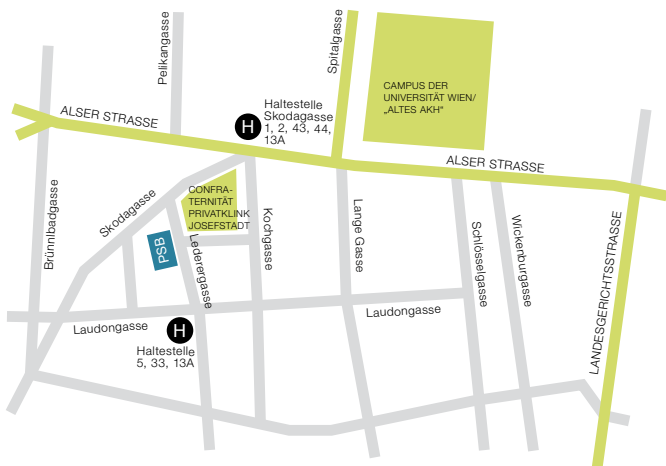 Pelikangasse
Spitalgasse
CAMPUS DER
UNIVERSITÄT WIEN/
„ALTES AKH“
ALSER STRASSE
H
Haltestelle
Skodagasse
1, 2, 43, 44,
13A
ALSER STRASSE
Brünnlbadgasse
Skodagasse
CONFRA-
TERNITÄT
PRIVATKLINK
JOSEFSTADT
PSB
Lederergasse
Kochgasse
Lange Gasse
Schlösselgasse
Wickenburggasse
LANDESGERICHTSSTRASSE
Laudongasse
H
Haltestelle
5, 33, 13A
Laudongasse